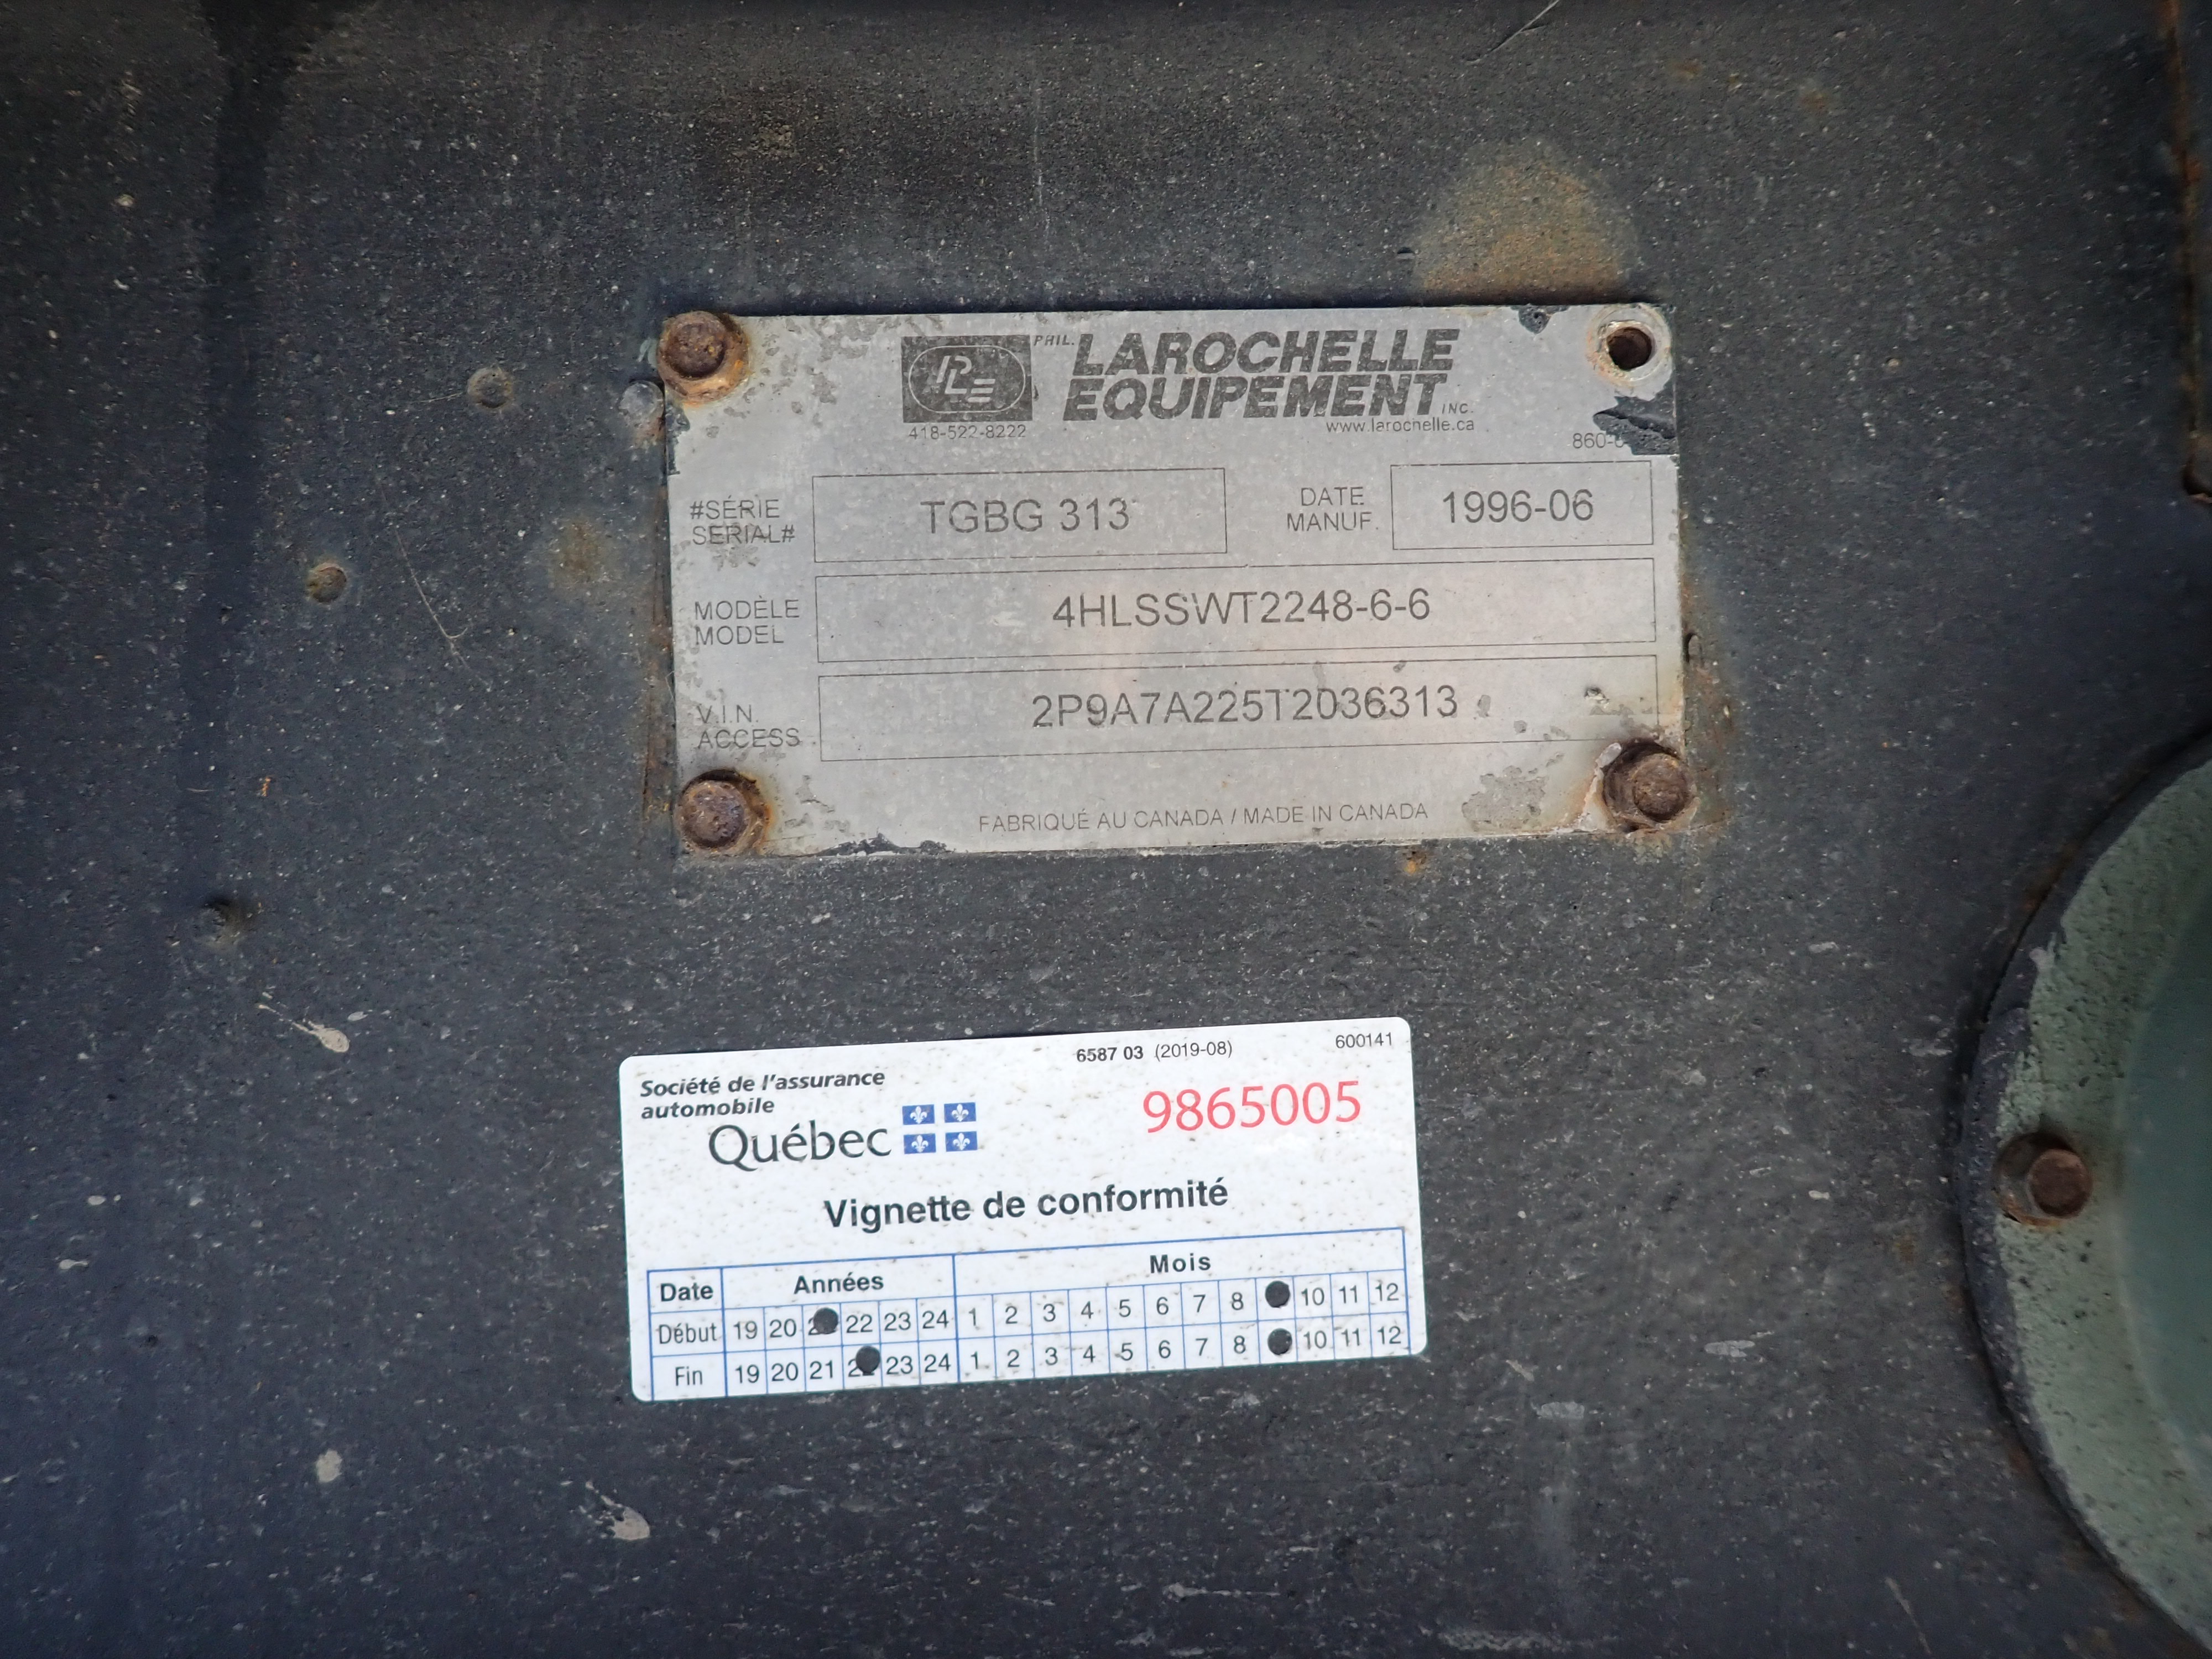 PLE
PHIL. LAROCHELLE
EQUIPEMENT INC.
418-522-8222
www.larochelle.ca
#SÉRIE
SERIAL#
TGBG 313
DATE
MANUF.
1996-06
MODÈLE
MODEL
4HLSSWT2248-6-6
V.I.N.
ACCESS
2P9A7A225T2036313
FABRIQUÉ AU CANADA / MADE IN CANADA
6587 03 (2019-08) 600141
Société de l'assurance
automobile
Québec
9865005
Vignette de conformité
Date Années Mois
Début 19 20 22 23 24 1 2 3 4 5 6 7 8 10 11 12
Fin 19 20 21 23 24 1 2 3 4 5 6 7 8 10 11 12